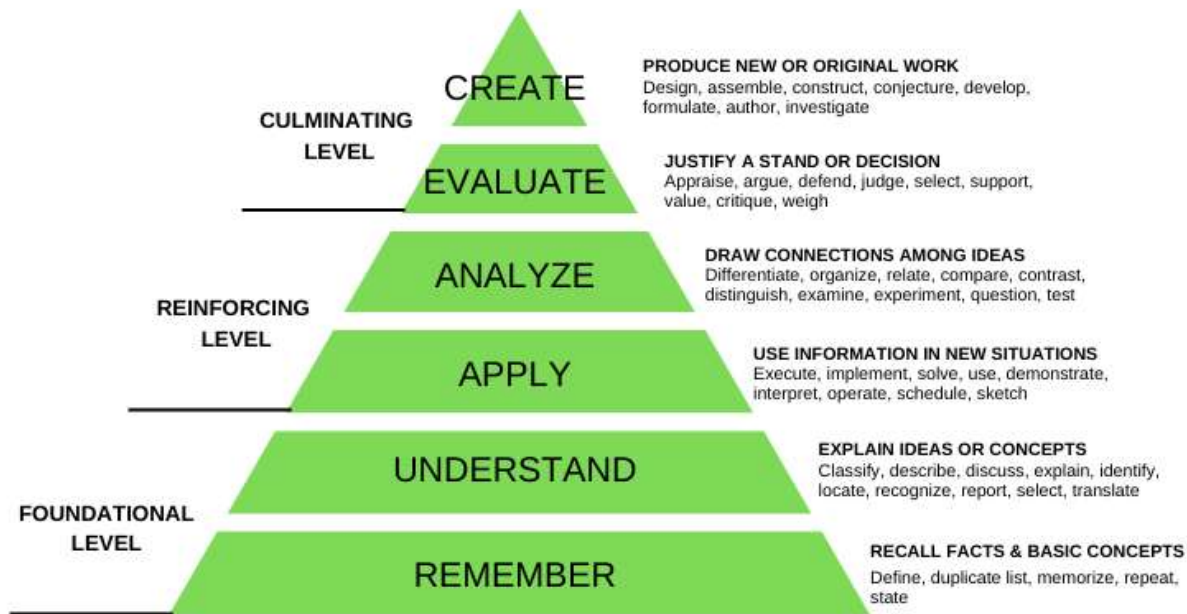 CREATE
PRODUCE NEW OR ORIGINAL WORK
Design, assemble, construct, conjecture, develop,
formulate, author, investigate
CULMINATING
LEVEL
EVALUATE
JUSTIFY A STAND OR DECISION
Appraise, argue, defend, judge, select, support,
value, critique, weigh
ANALYZE
DRAW CONNECTIONS AMONG IDEAS
Differentiate, organize, relate, compare, contrast,
distinguish, examine, experiment, question, test
REINFORCING
LEVEL
APPLY
USE INFORMATION IN NEW SITUATIONS
Execute, implement, solve, use, demonstrate,
interpret, operate, schedule, sketch
UNDERSTAND
EXPLAIN IDEAS OR CONCEPTS
Classify, describe, discuss, explain, identify,
locate, recognize, report, select, translate
FOUNDATIONAL
LEVEL
REMEMBER
RECALL FACTS & BASIC CONCEPTS
Define, duplicate list, memorize, repeat,
state